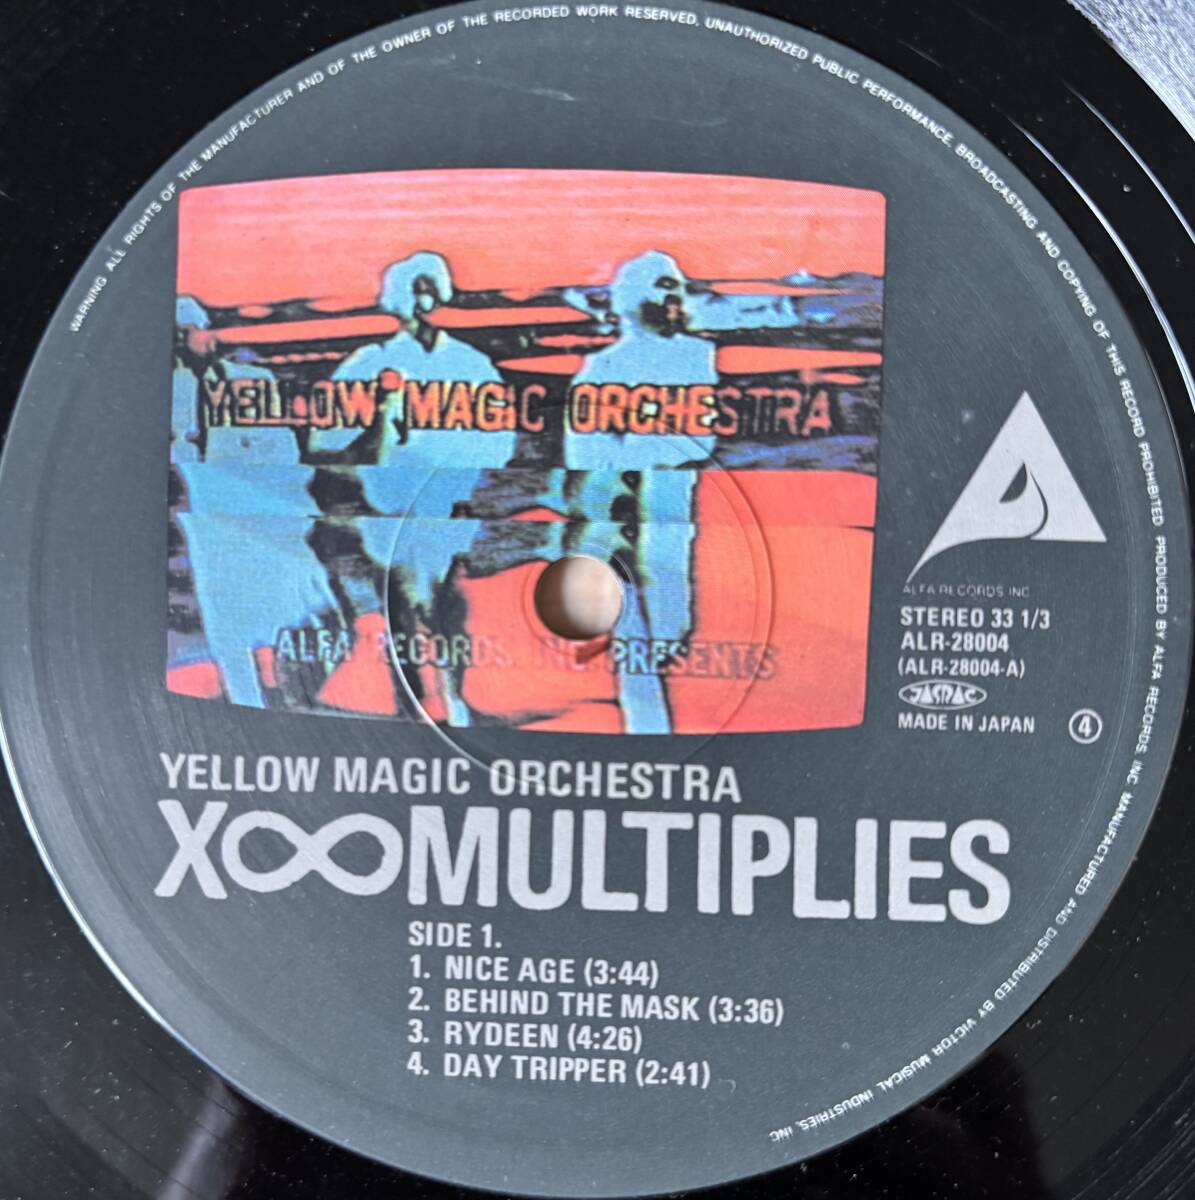 WARNING. ALL RIGHTS OF THE MANUFACTURER AND OF THE OWNER OF THE RECORDED WORK RESERVED. UNAUTHORIZED PUBLIC PERFORMANCE, BROADCASTING AND COPYING OF THIS RECORD PROHIBITED PRODUCED BY ALFA RECORDS, INC MANUFACTURED AND DISTRIBUTED BY VICTOR MUSICAL INDUSTRIES, INC
YELLOW MAGIC ORCHESTRA
ALFA RECORDS, INC. PRESENTS
ALFA RECORDS INC
STEREO 33 1/3
ALR-28004
(ALR-28004-A)
JASRAC
MADE IN JAPAN
4
YELLOW MAGIC ORCHESTRA
X∞MULTIPLIES
SIDE 1.
1. NICE AGE (3:44)
2. BEHIND THE MASK (3:36)
3. RYDEEN (4:26)
4. DAY TRIPPER (2:41)